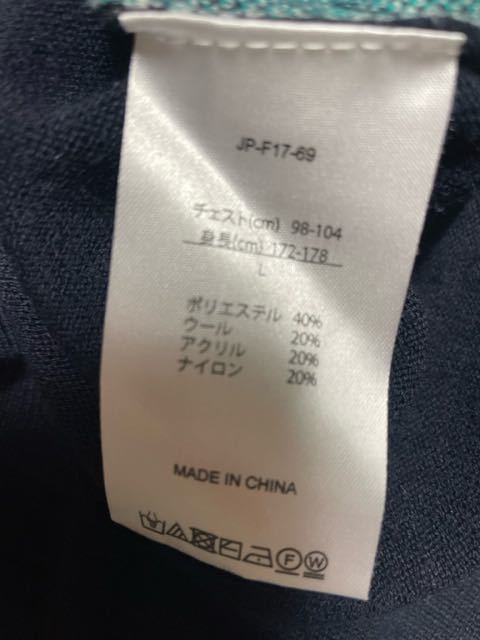 JP-F17-69
チェスト(cm) 98-104
身長(cm) 172-178
L
ポリエステル 40%
ウール 20%
アクリル 20%
ナイロン 20%
MADE IN CHINA
F W